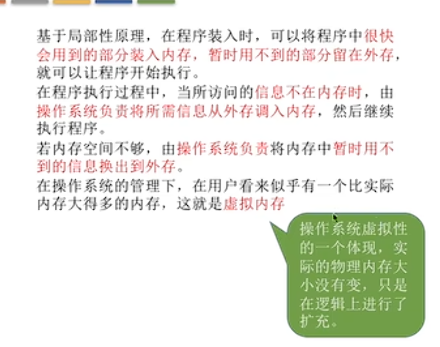 基于局部性原理，在程序装入时，可以将程序中很快
会用到的部分装入内存，暂时用不到的部分留在外存，
就可以让程序开始执行。
在程序执行过程中，当所访问的信息不在内存时，由
操作系统负责将所需信息从外存调入内存，然后继续
执行程序。
若内存空间不够，由操作系统负责将内存中暂时用不
到的信息换出到外存。
在操作系统的管理下，在用户看来似乎有一个比实际
内存大得多的内存，这就是虚拟内存
操作系统虚拟性
的一个体现，实
际的物理内存大
小没有变，只是
在逻辑上进行了
扩充。